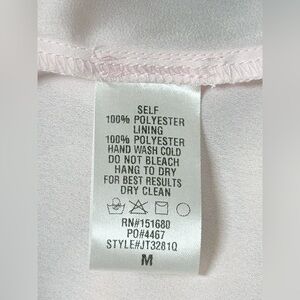 SELF
100% POLYESTER
LINING
100% POLYESTER
HAND WASH COLD
DO NOT BLEACH
HANG TO DRY
FOR BEST RESULTS
DRY CLEAN
RN#151680
PO#4467
STYLE#JT3281Q
M